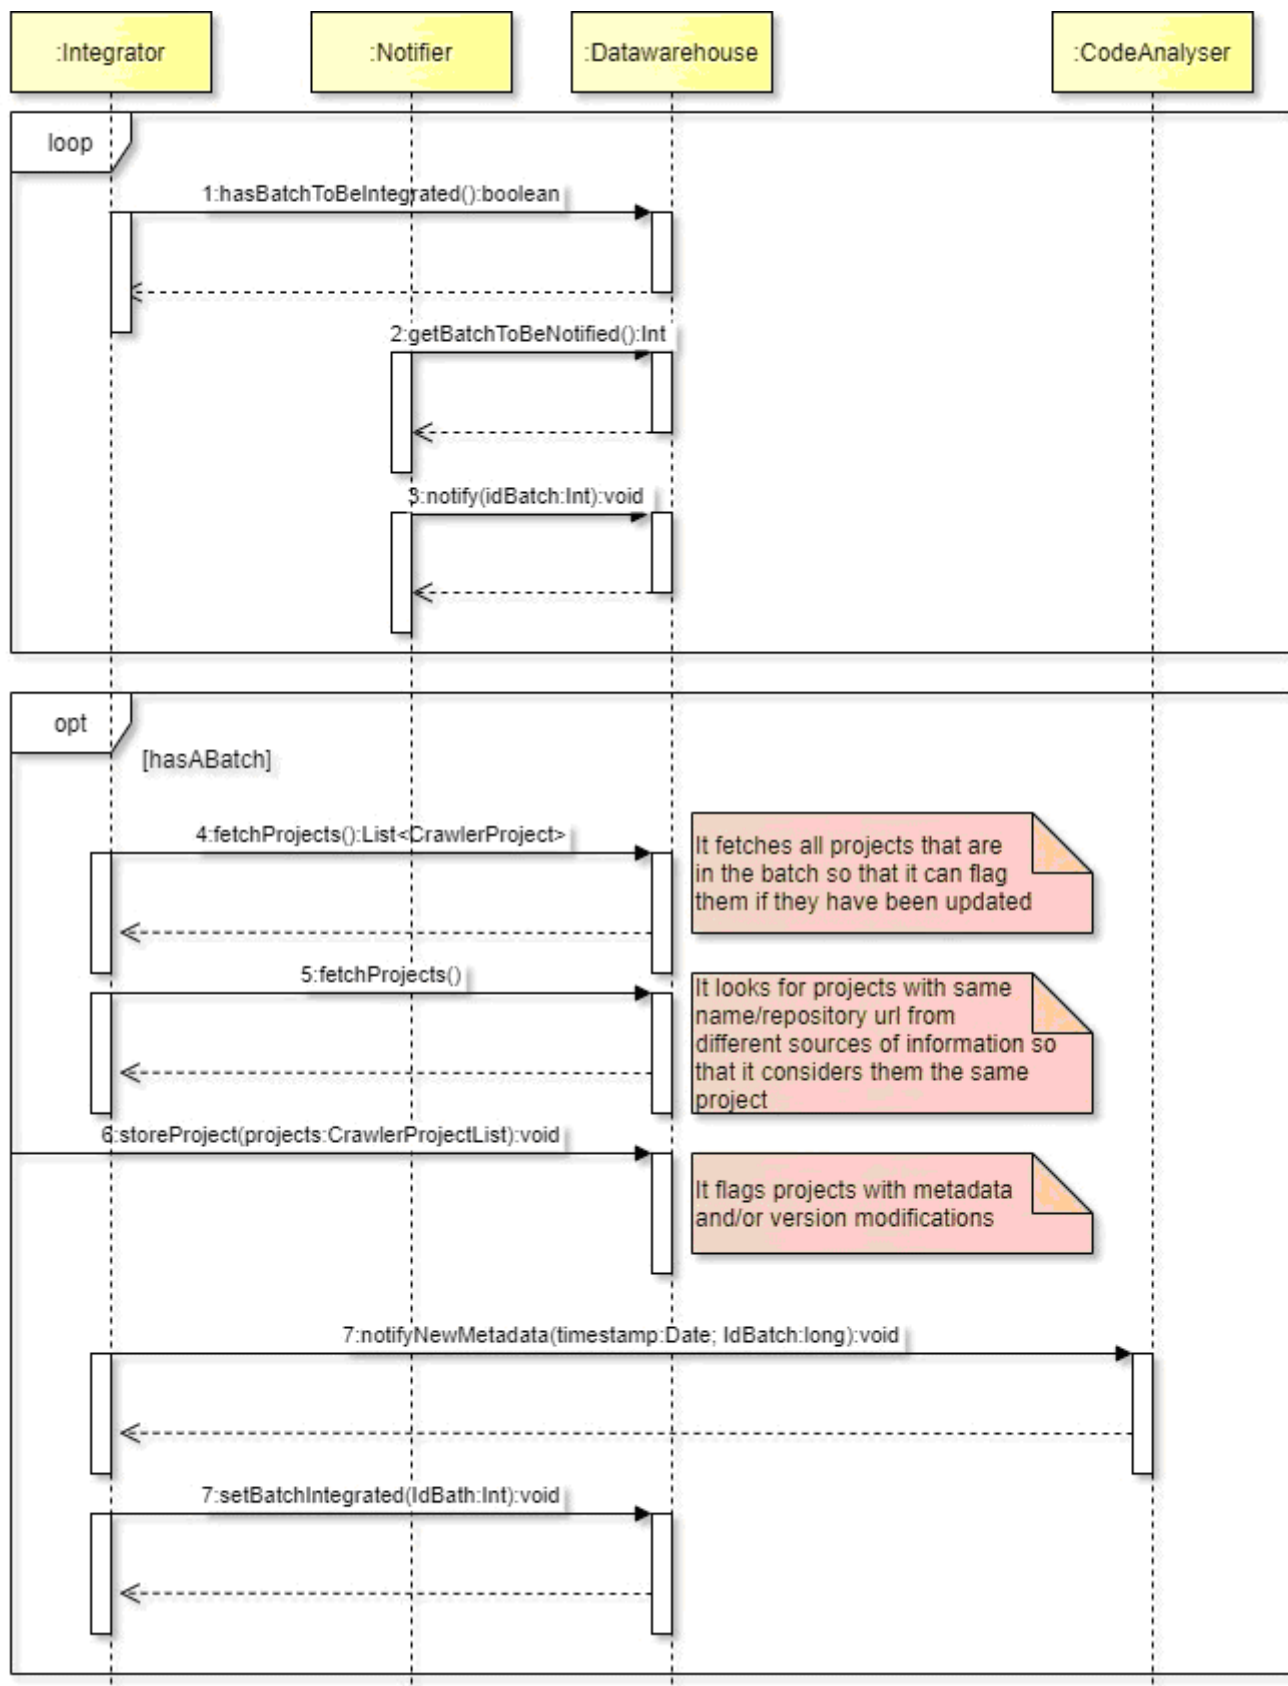 :Integrator
:Notifier
:Datawarehouse
:CodeAnalyser
loop
1:hasBatchToBeIntegrated():boolean
2:getBatchToBeNotified():Int
3:notify(idBatch:Int):void
opt
[hasABatch]
4:fetchProjects():List<CrawlerProject>
It fetches all projects that are
in the batch so that it can flag
them if they have been updated
5:fetchProjects()
It looks for projects with same
name/repository url from
different sources of information so
that it considers them the same
project
6:storeProject(projects:CrawlerProjectList):void
It flags projects with metadata
and/or version modifications
7:notifyNewMetadata(timestamp:Date; IdBatch:long):void
7:setBatchIntegrated(IdBath:Int):void